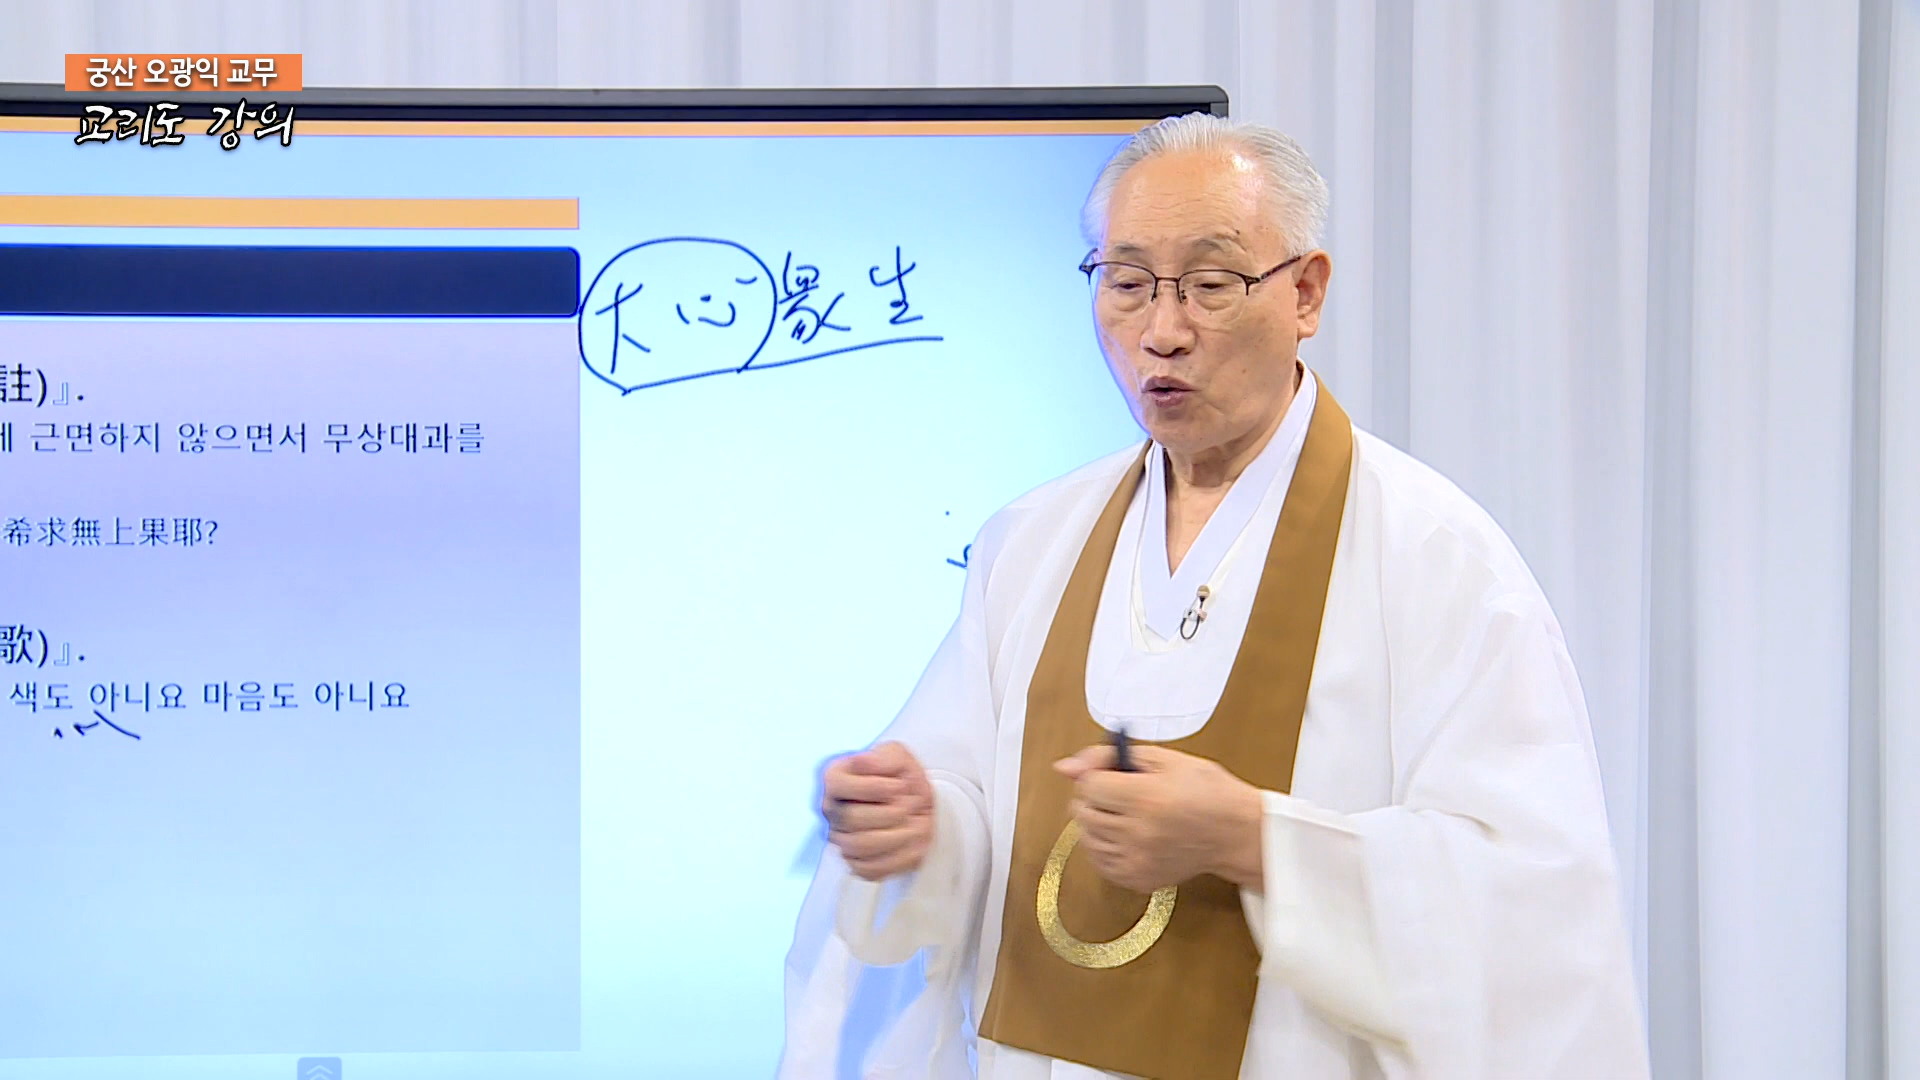 궁산 오광익 교무
교리도 강의
大心衆生
註)』.
에 근면하지 않으면서 무상대과를
希求無上果耶?
歌)』.
색도 아니요 마음도 아니요